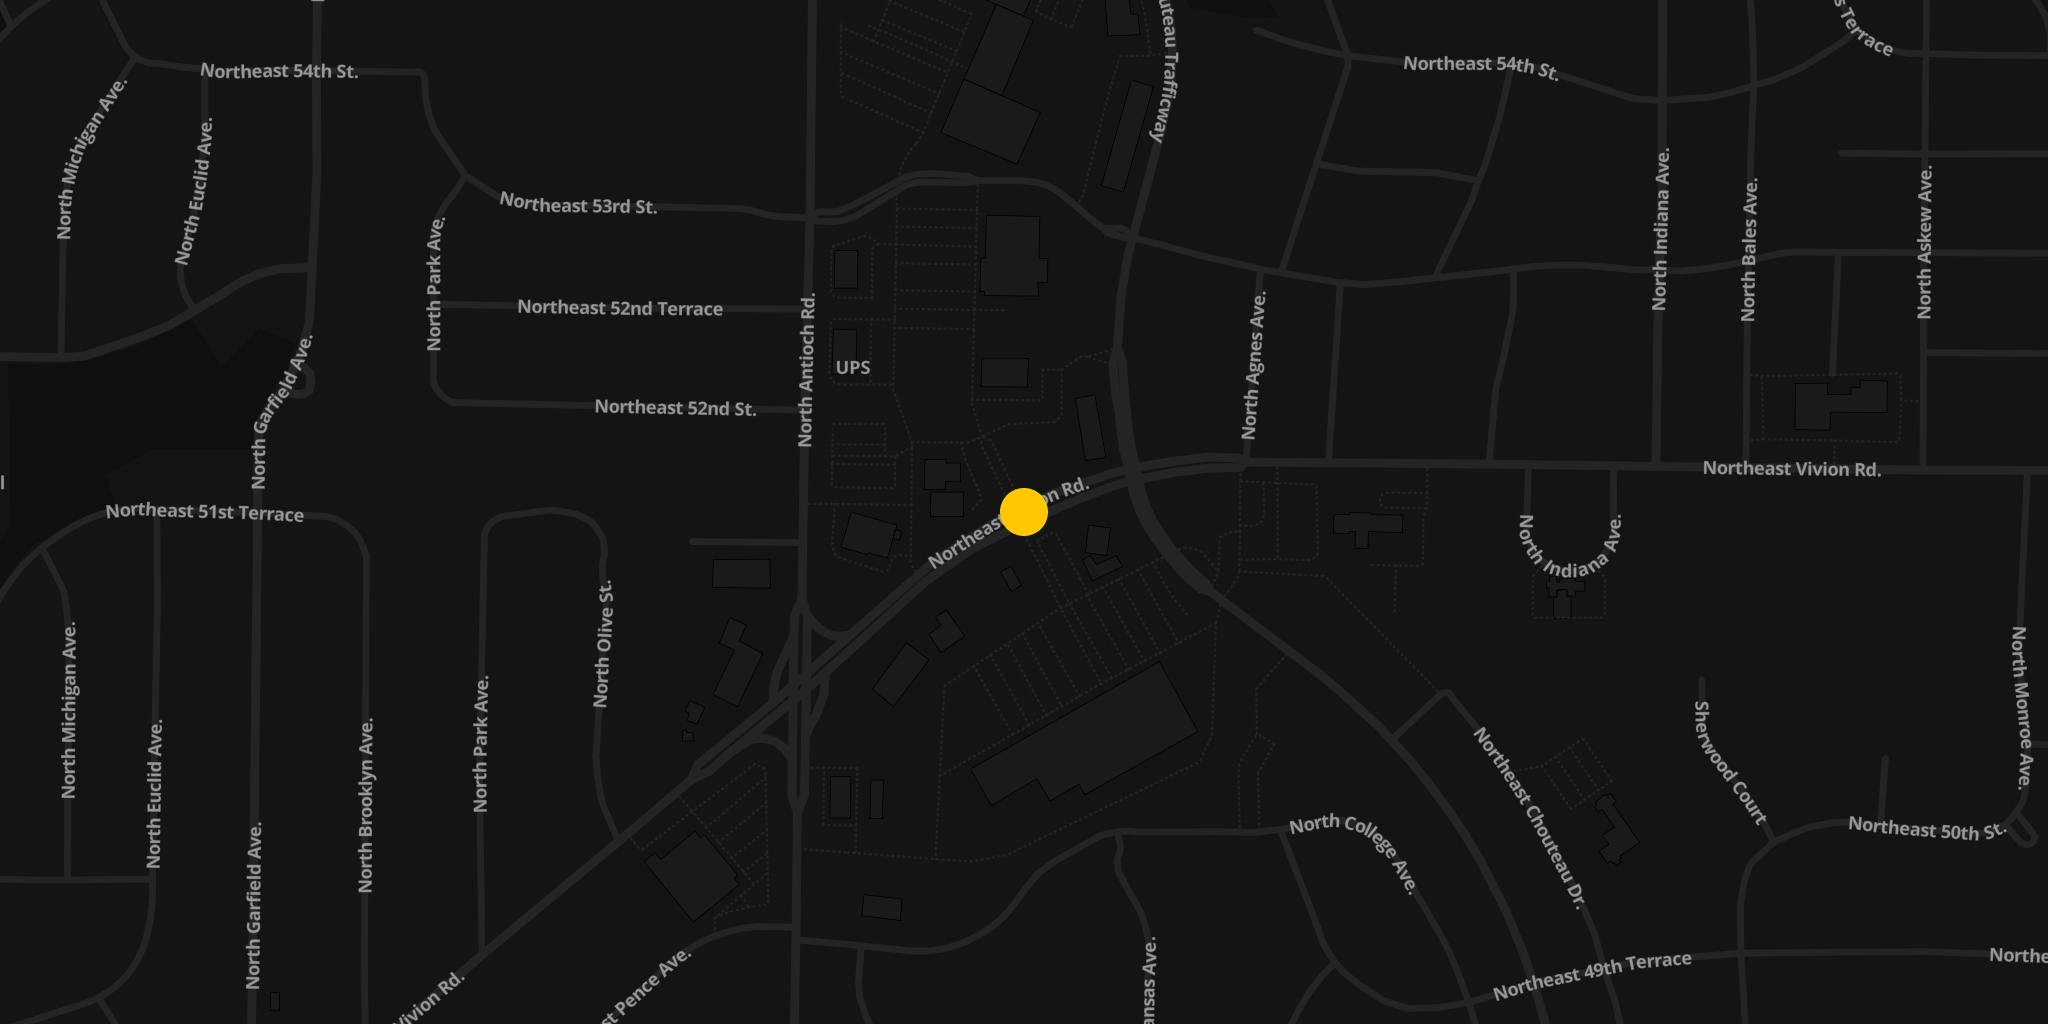 uteau Trafficway
s Terrace
Northeast 54th St.
Northeast 54th St.
North Michigan Ave.
North Euclid Ave.
Northeast 53rd St.
North Park Ave.
North Indiana Ave.
North Bales Ave.
North Askew Ave.
Northeast 52nd Terrace
North Antioch Rd.
North Agnes Ave.
UPS
North Garfield Ave.
Northeast 52nd St.
Northeast Vivion Rd.
Northeast
on Rd.
Northeast 51st Terrace
North Indiana Ave.
North Olive St.
North Michigan Ave.
North Monroe Ave.
North Park Ave.
North Euclid Ave.
North Brooklyn Ave.
Sherwood Court
Northeast Chouteau Dr.
North College Ave.
Northeast 50th St.
North Garfield Ave.
Vivion Rd.
st Pence Ave.
ansas Ave.
Northeast 49th Terrace
Northe